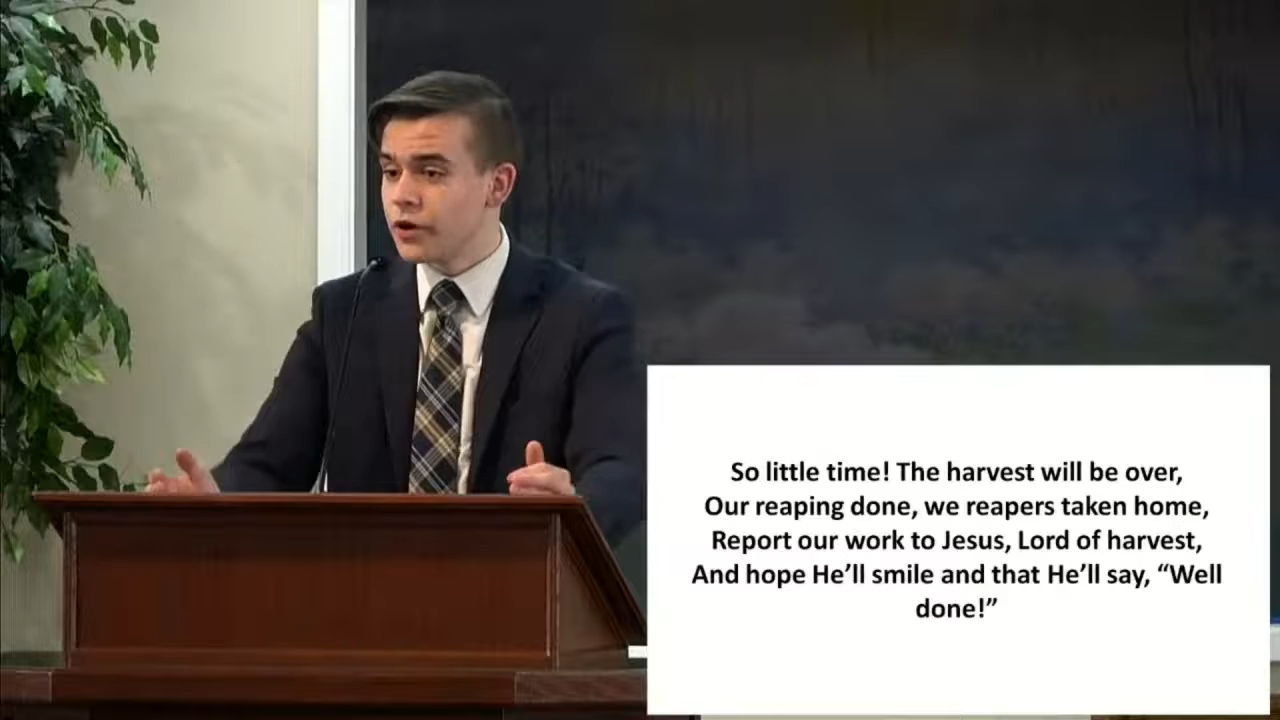 So little time! The harvest will be over,
Our reaping done, we reapers taken home,
Report our work to Jesus, Lord of harvest,
And hope He’ll smile and that He’ll say, “Well
done!”